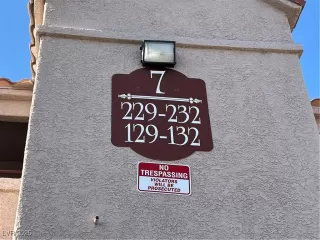 7
229-232
129-132
NO
TRESPASSING
VIOLATORS
WILL BE
PROSECUTED